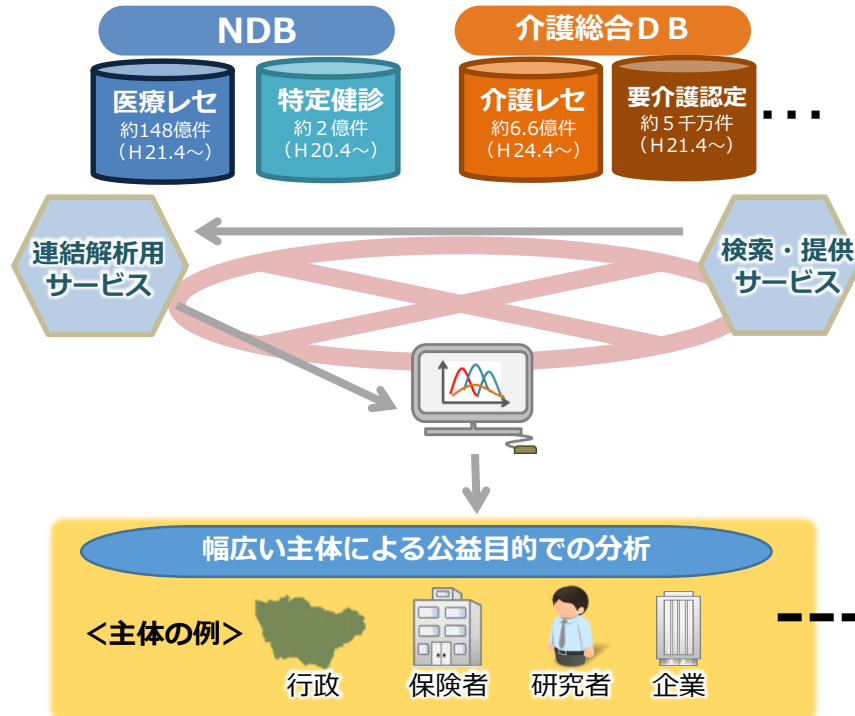 NDB
介護総合ＤＢ
医療レセ
約148億件
（Ｈ21.4～）
特定健診
約２億件
（Ｈ20.4～）
介護レセ
約6.6億件
（Ｈ24.4～）
要介護認定
約５千万件
（Ｈ21.4～）
･･･
連結解析用
サービス
検索・提供
サービス
幅広い主体による公益目的での分析
＜主体の例＞
行政
保険者
研究者
企業